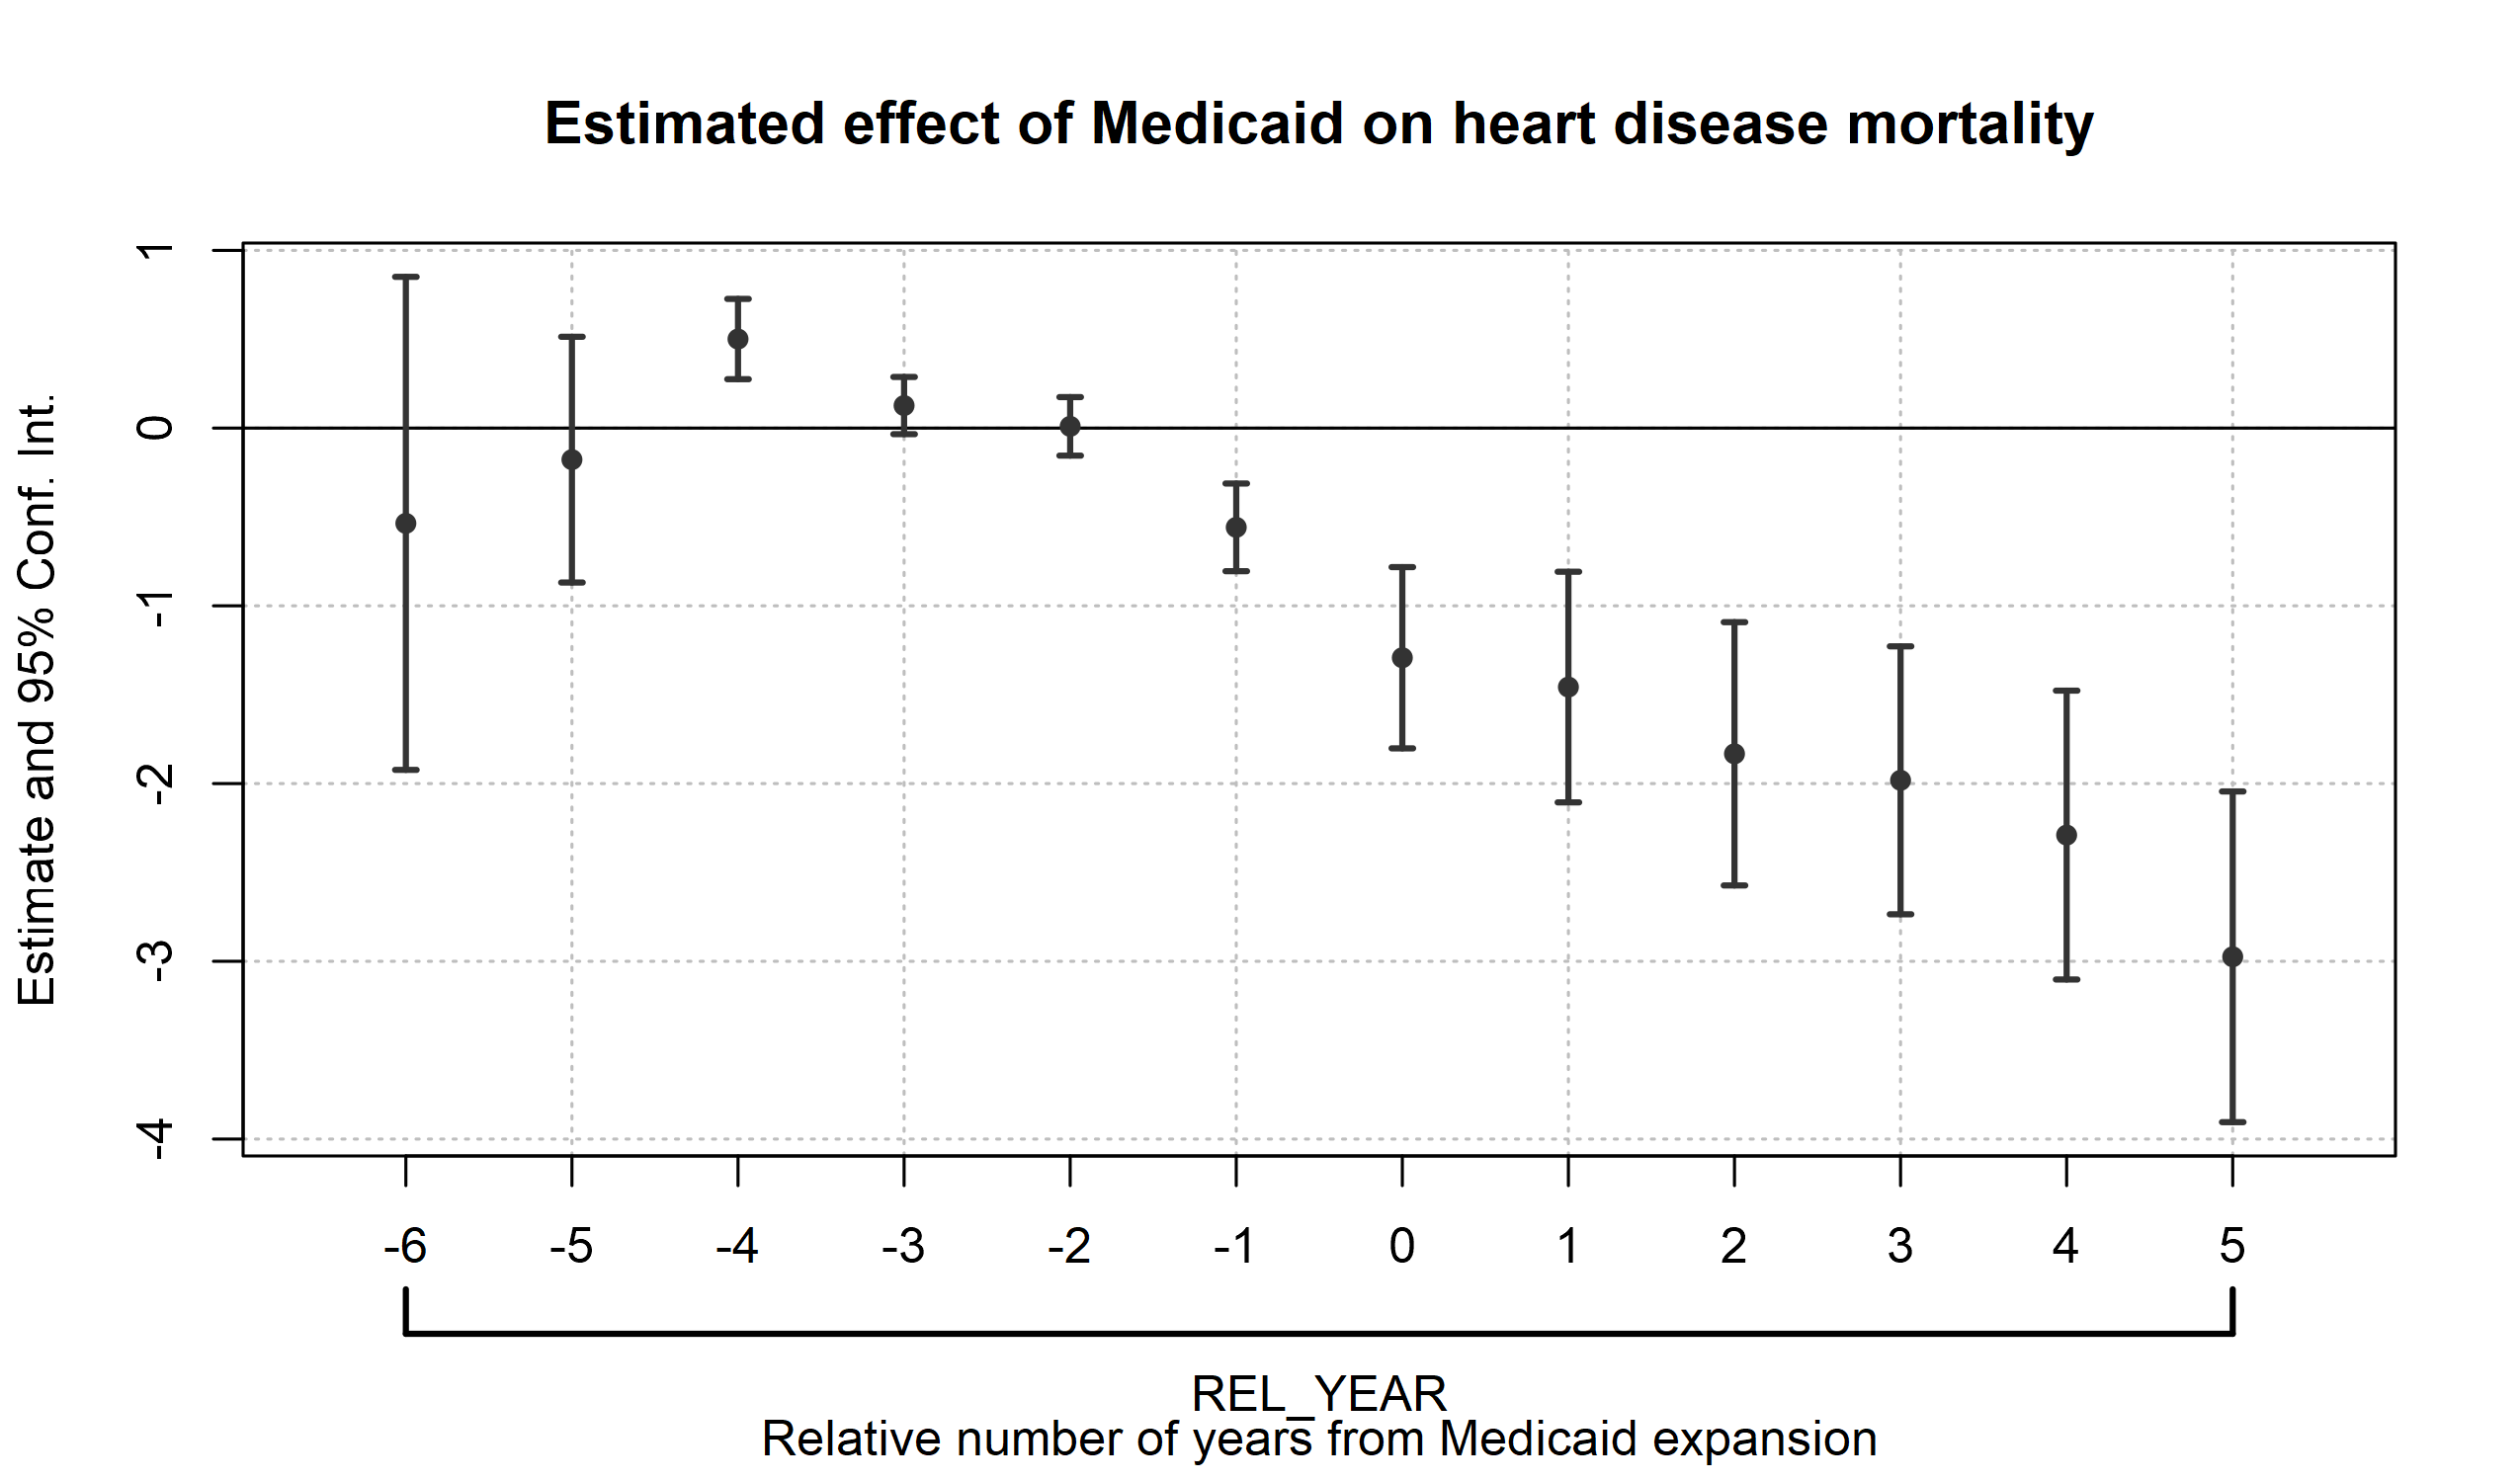 Estimated effect of Medicaid on heart disease mortality
Estimate and 95% Conf. Int.
1
0
-1
-2
-3
-4
-6 -5 -4 -3 -2 -1 0 1 2 3 4 5
REL_YEAR
Relative number of years from Medicaid expansion